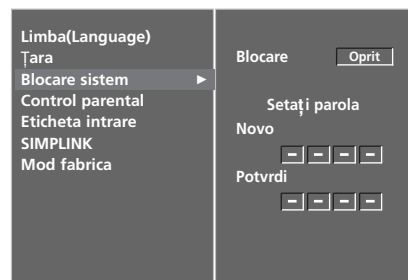 Limba(Language)
Țara
Blocare sistem ►
Control parental
Eticheta intrare
SIMPLINK
Mod fabrica
Blocare Oprit
Setați parola
Novo
– – – –
Potvrdi
– – – –